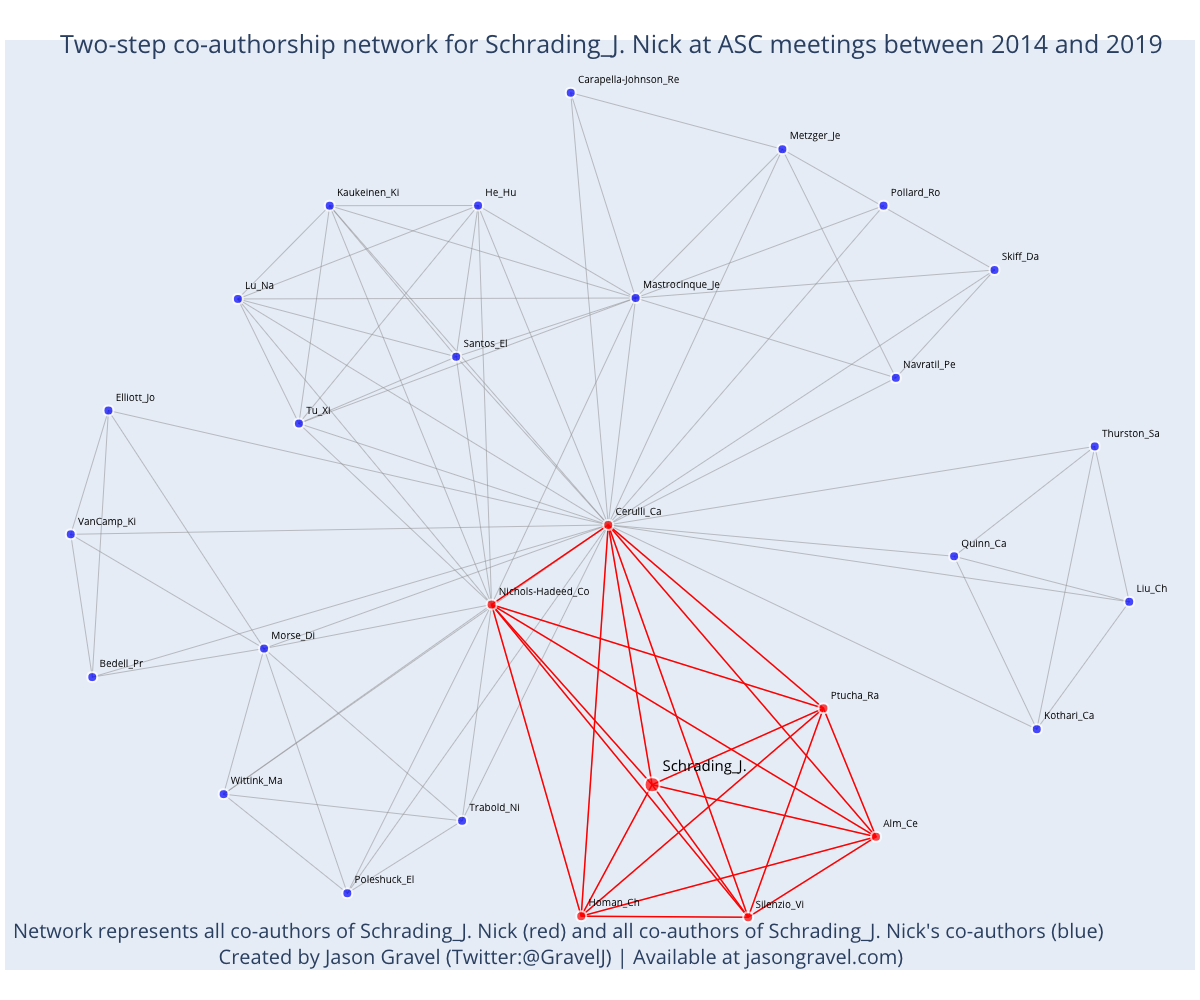 Two-step co-authorship network for Schrading_J. Nick at ASC meetings between 2014 and 2019
Carapella-Johnson_Re
Metzger_Je
Kaukeinen_Ki
He_Hu
Pollard_Ro
Skiff_Da
Lu_Na
Mastrocinque_Je
Santos_El
Navratil_Pe
Elliott_Jo
Tu_Xi
Thurston_Sa
Cerulli_Ca
VanCamp_Ki
Quinn_Ca
Nichols-Hadeed_Co
Liu_Ch
Morse_Di
Bedell_Pr
Ptucha_Ra
Kothari_Ca
Schrading_J.
Wittink_Ma
Trabold_Ni
Alm_Ce
Poleshuck_El
Homan_Ch
Silenzio_Vi
Network represents all co-authors of Schrading_J. Nick (red) and all co-authors of Schrading_J. Nick's co-authors (blue)
Created by Jason Gravel (Twitter:@GravelJ) | Available at jasongravel.com)